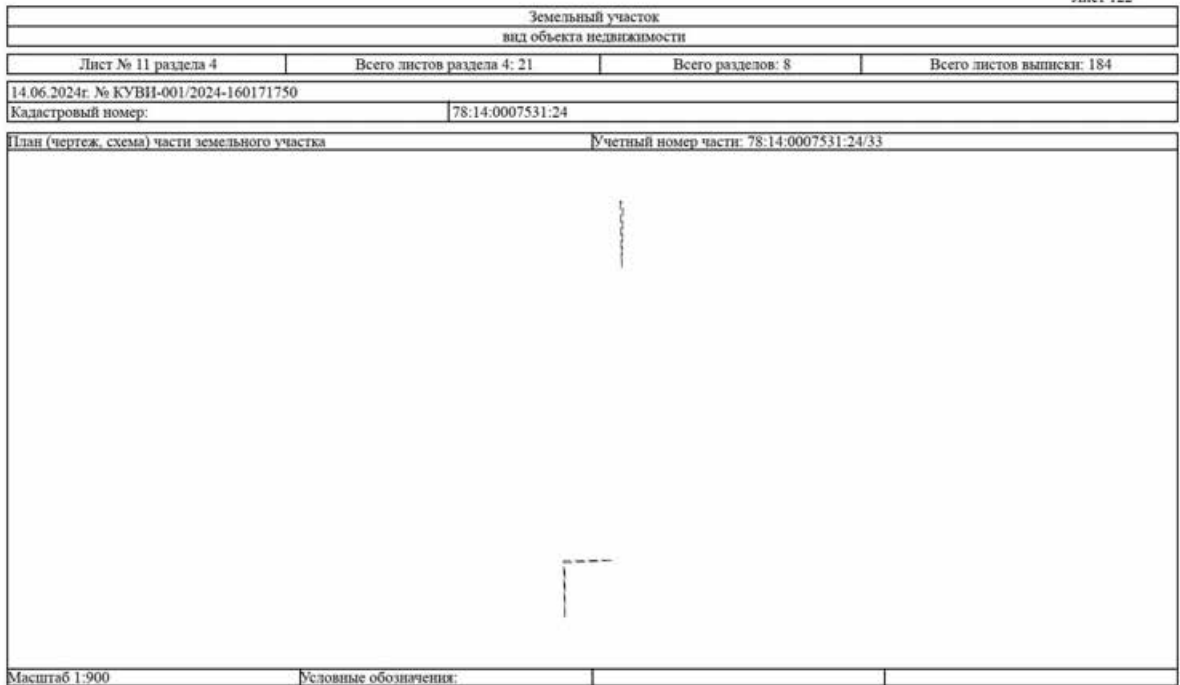 Земельный участок
вид объекта недвижимости
Лист № 11 раздела 4 Всего листов раздела 4: 21 Всего разделов: 8 Всего листов выписки: 184
14.06.2024г. № КУВИ-001/2024-160171750
Кадастровый номер: 78:14:0007531:24
План (чертеж, схема) части земельного участка Учетный номер части: 78:14:0007531:24/33
Масштаб 1:900 Условные обозначения: